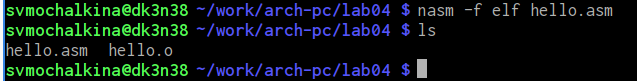 svmochalkina@dk3n38 ~/work/arch-pc/lab04 $ nasm -f elf hello.asm
svmochalkina@dk3n38 ~/work/arch-pc/lab04 $ ls
hello.asm  hello.o
svmochalkina@dk3n38 ~/work/arch-pc/lab04 $